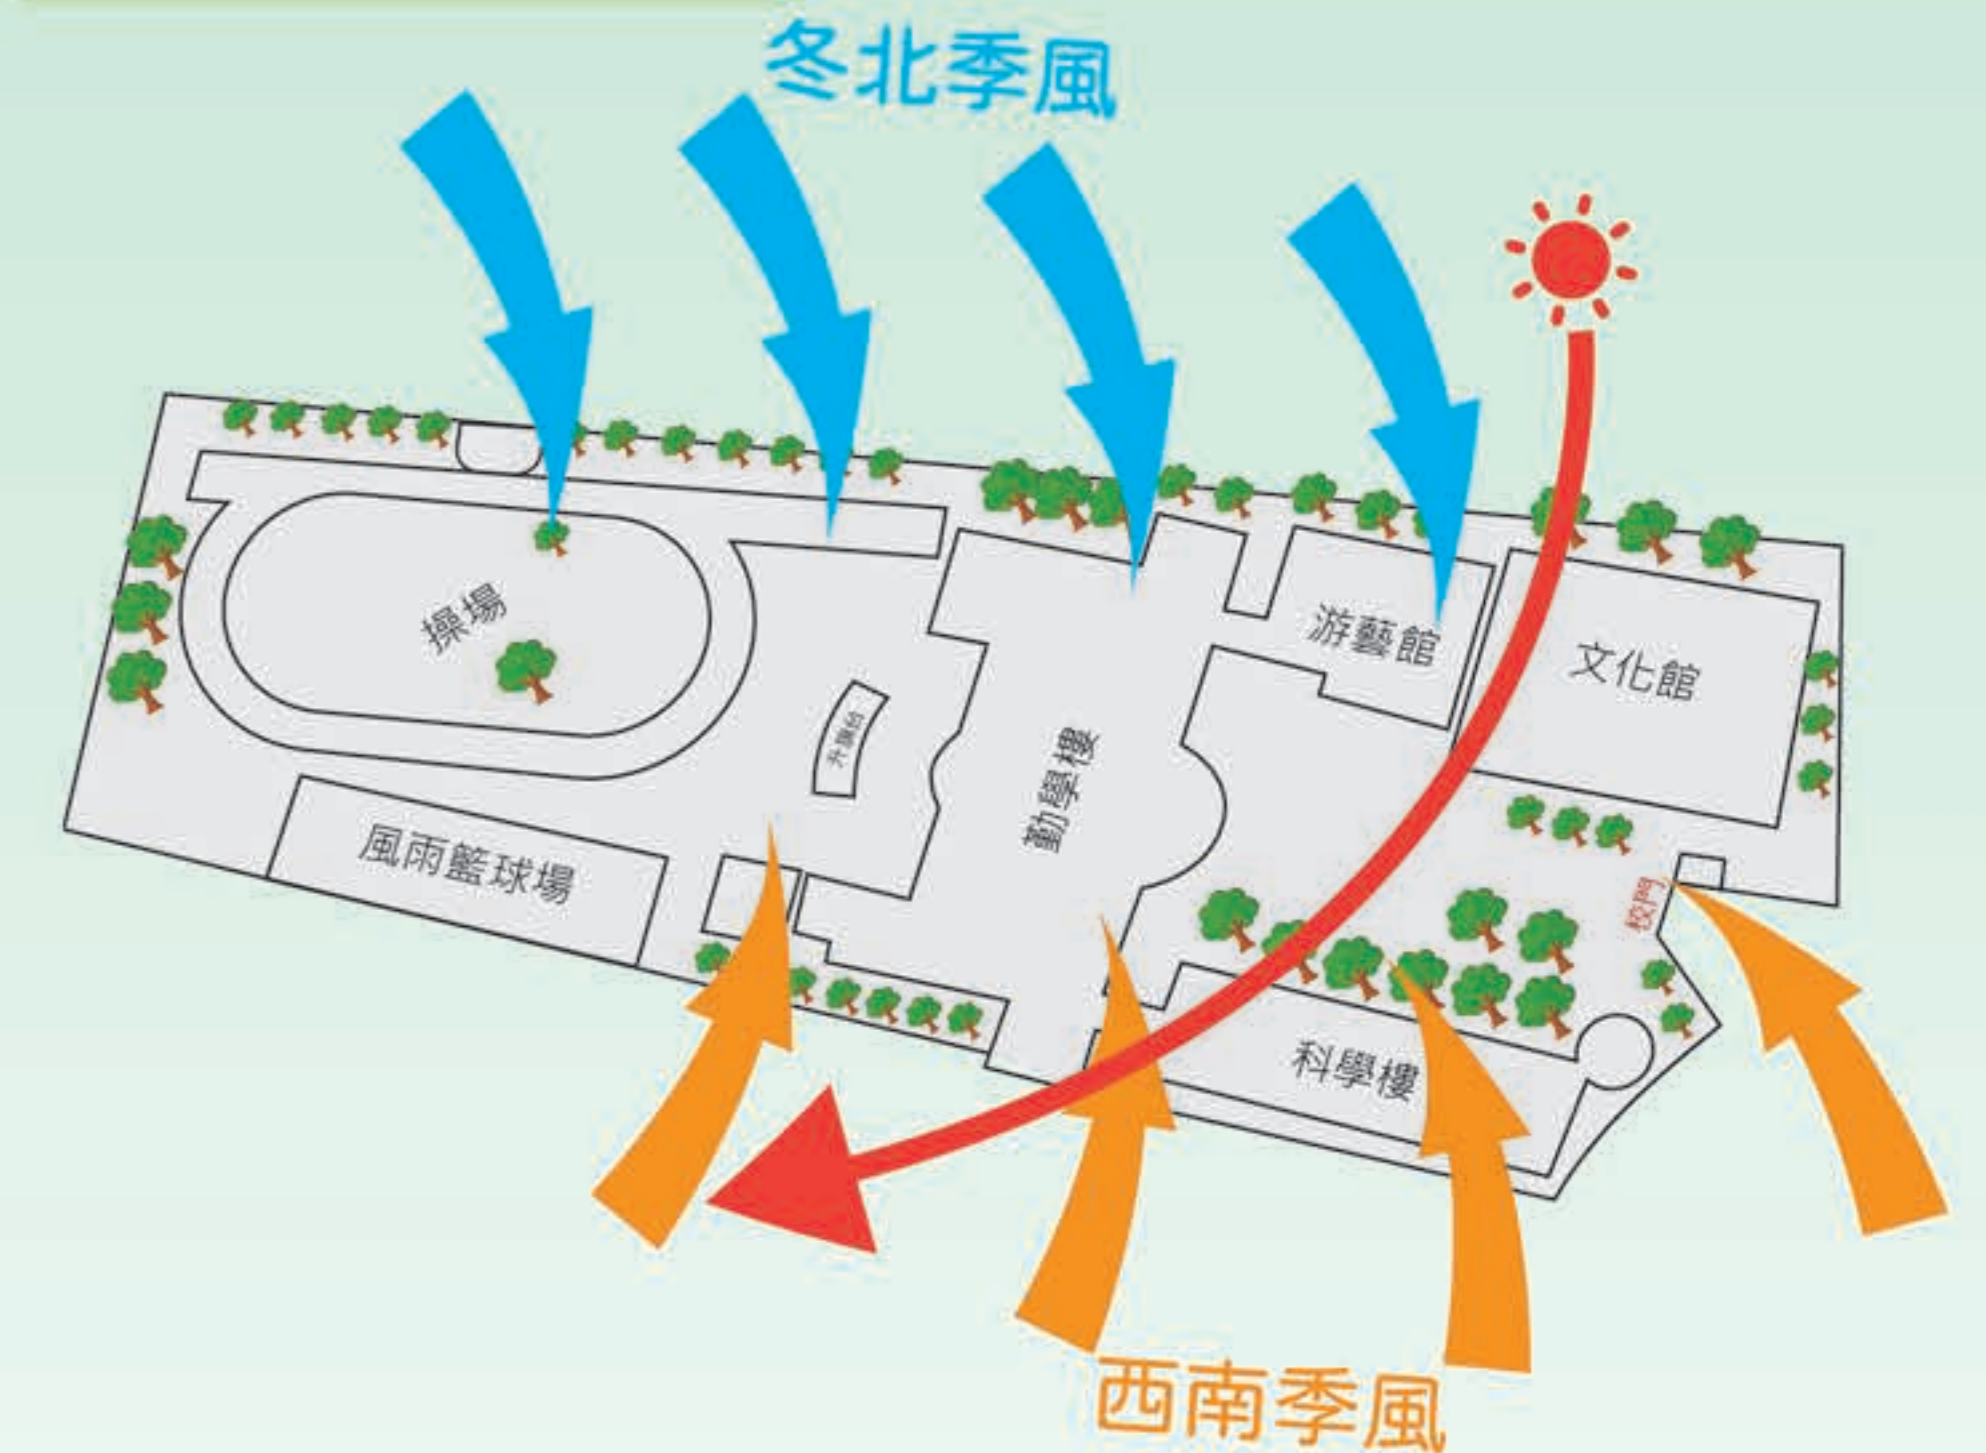 冬北季風
操場
游藝館
文化館
升旗台
勤學樓
風雨籃球場
校門
科學樓
西南季風